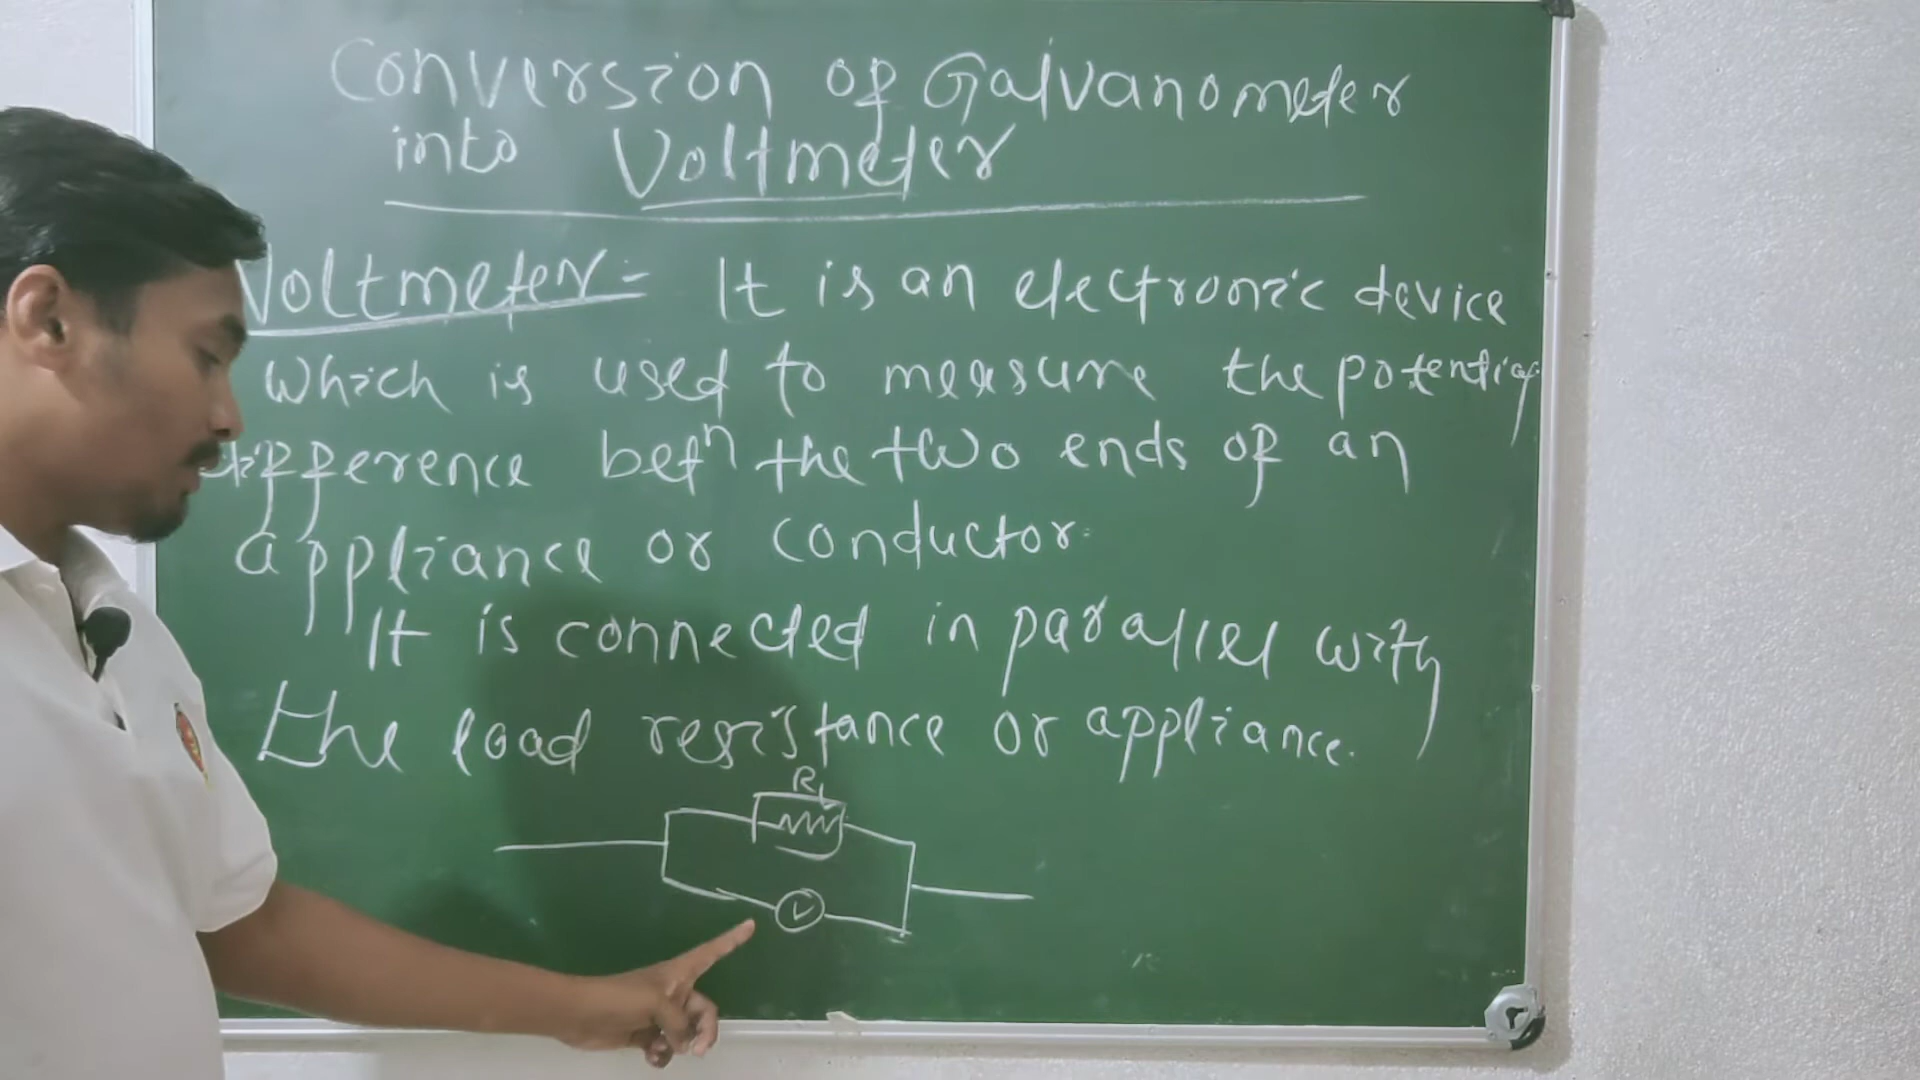 Conversion of Galvanometer
into Voltmeter
Voltmeter:- It is an electronic device
which is used to measure the potential
difference betn the two ends of an
appliance or conductor.
It is connected in parallel with
the load resistance or appliance.
RL
V